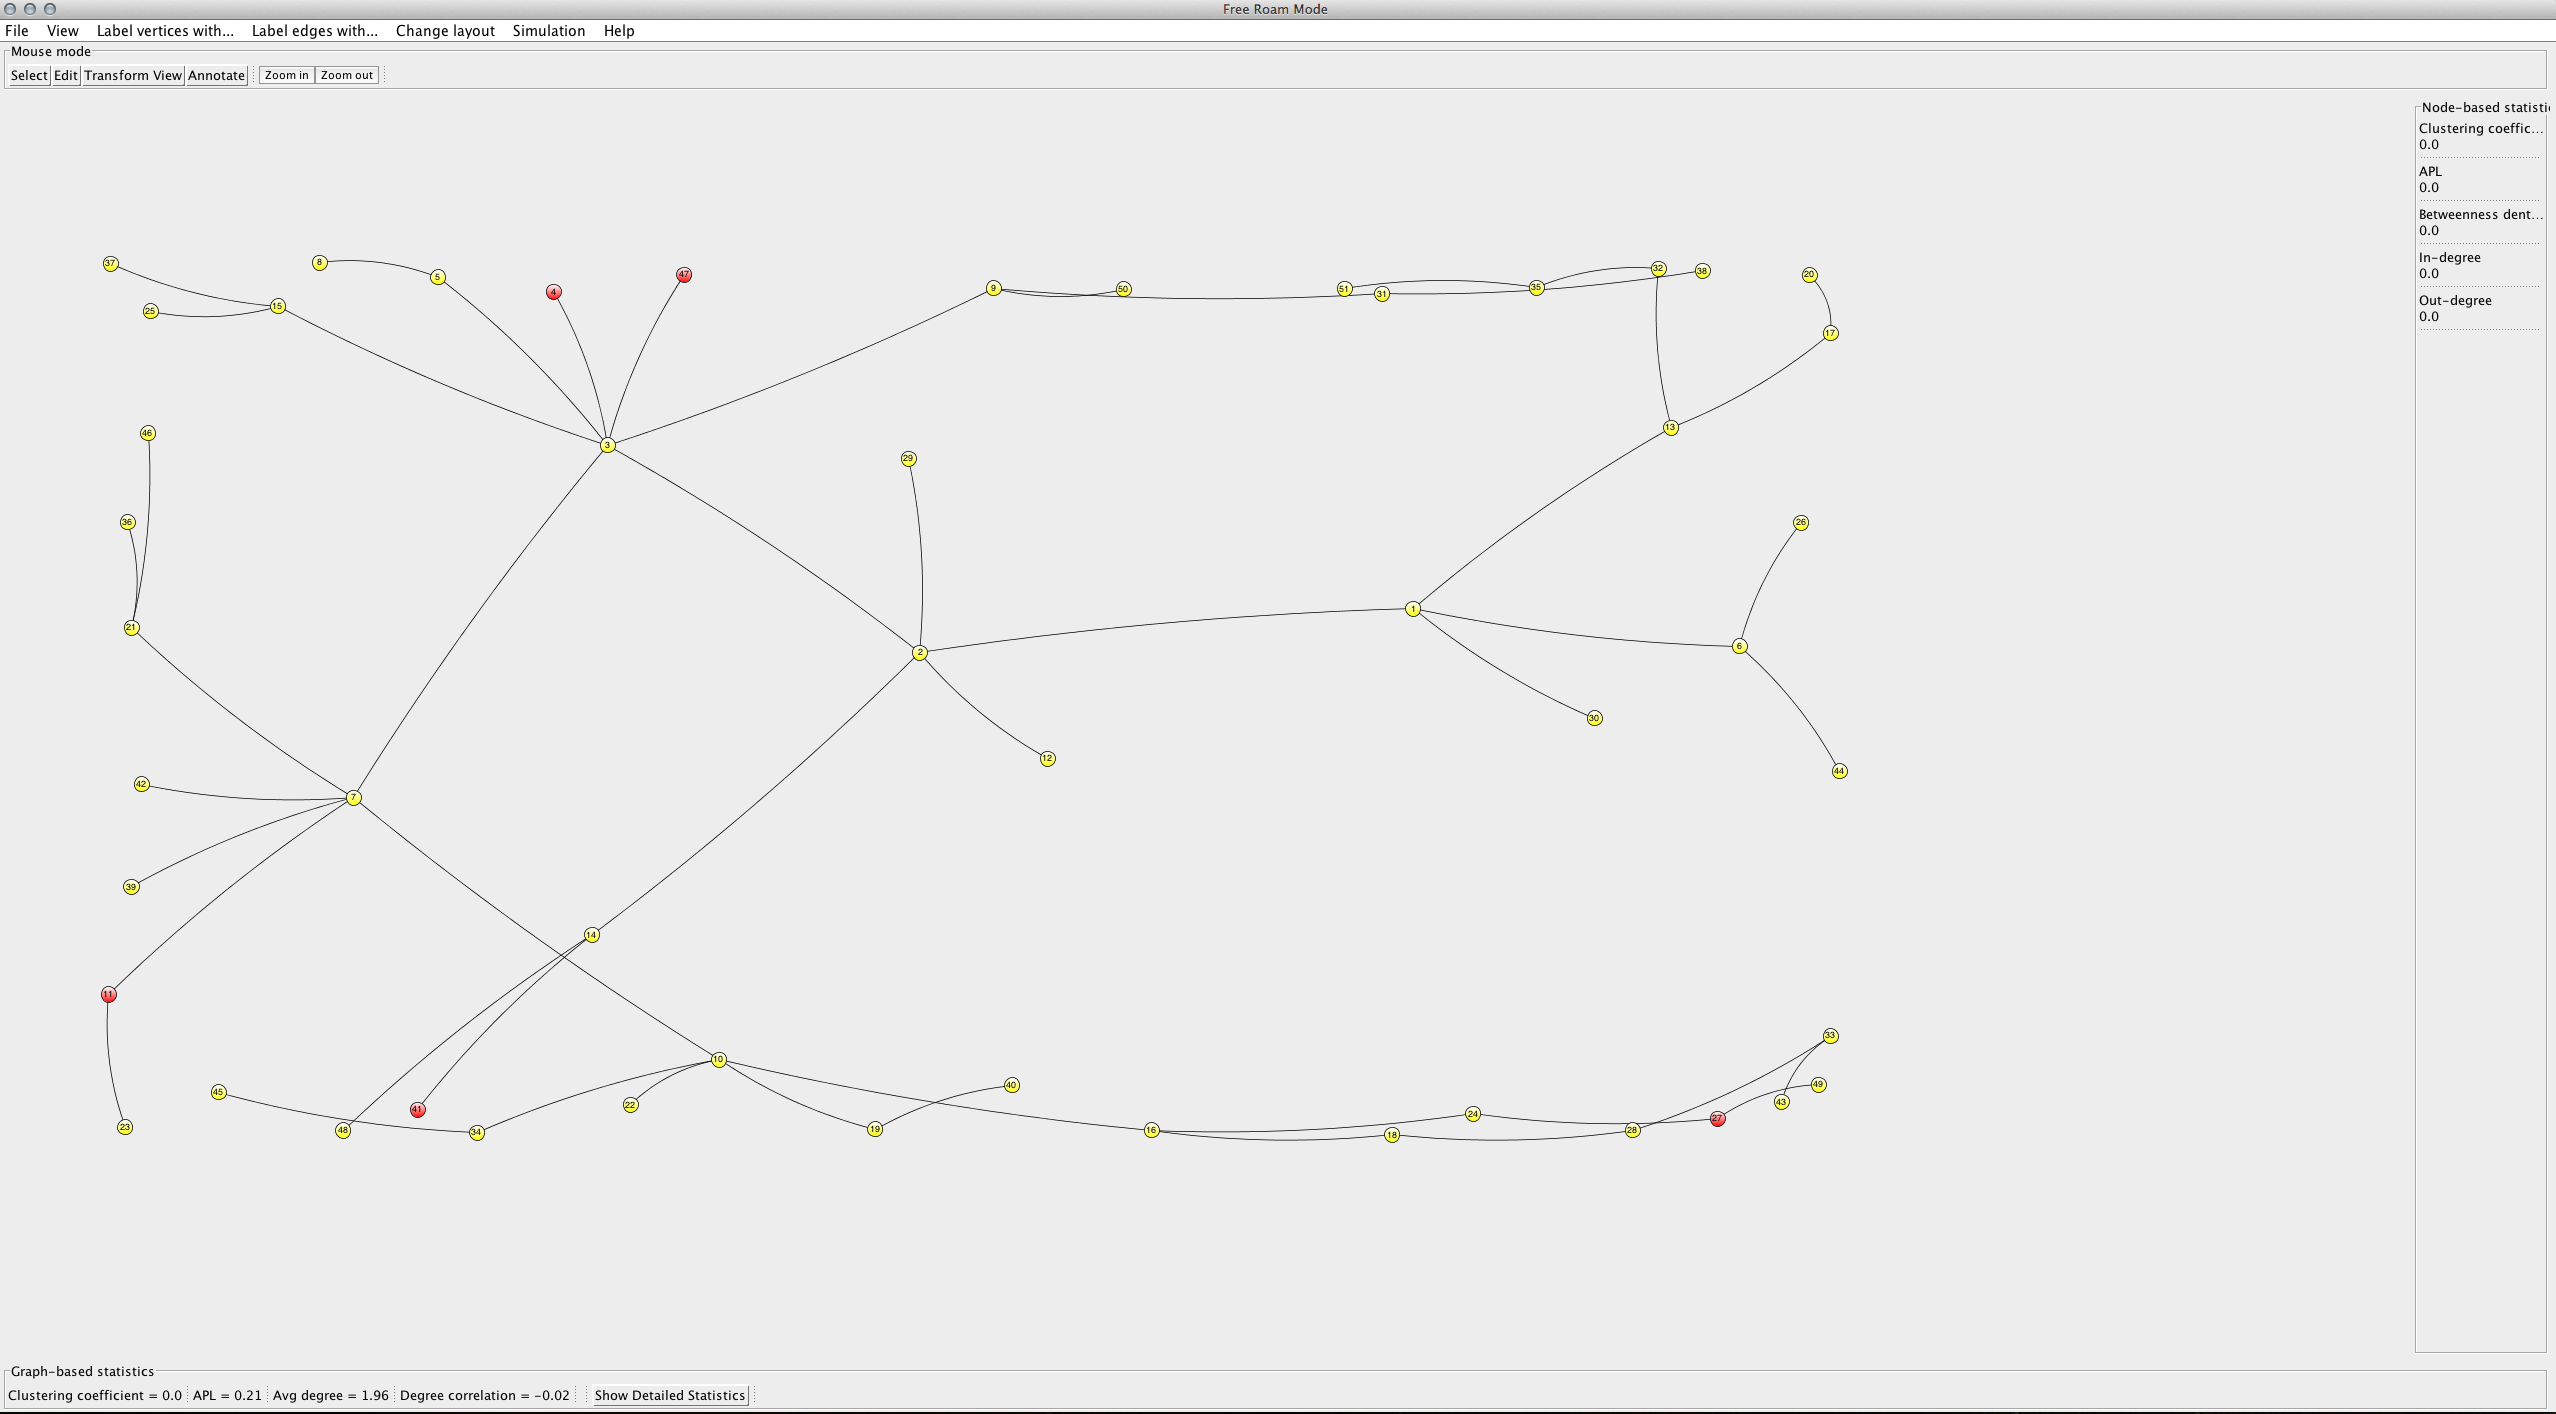 Free Roam Mode
File View Label vertices with... Label edges with... Change layout Simulation Help
Mouse mode
Select Edit Transform View Annotate Zoom in Zoom out
Node-based statisti
Clustering coeffic...
0.0
APL
0.0
Betweenness dent...
0.0
In-degree
0.0
Out-degree
0.0
37 8 5 4 47 9 50 51 31 35 32 38 20
25 15 17
46 3 29 13
36 26
21 2 1 6
42 7 12 30 44
39 14
11 10 33
45 41 22 40 24 27 43 49
23 48 34 19 16 18 28
Graph-based statistics
Clustering coefficient = 0.0 APL = 0.21 Avg degree = 1.96 Degree correlation = -0.02 Show Detailed Statistics